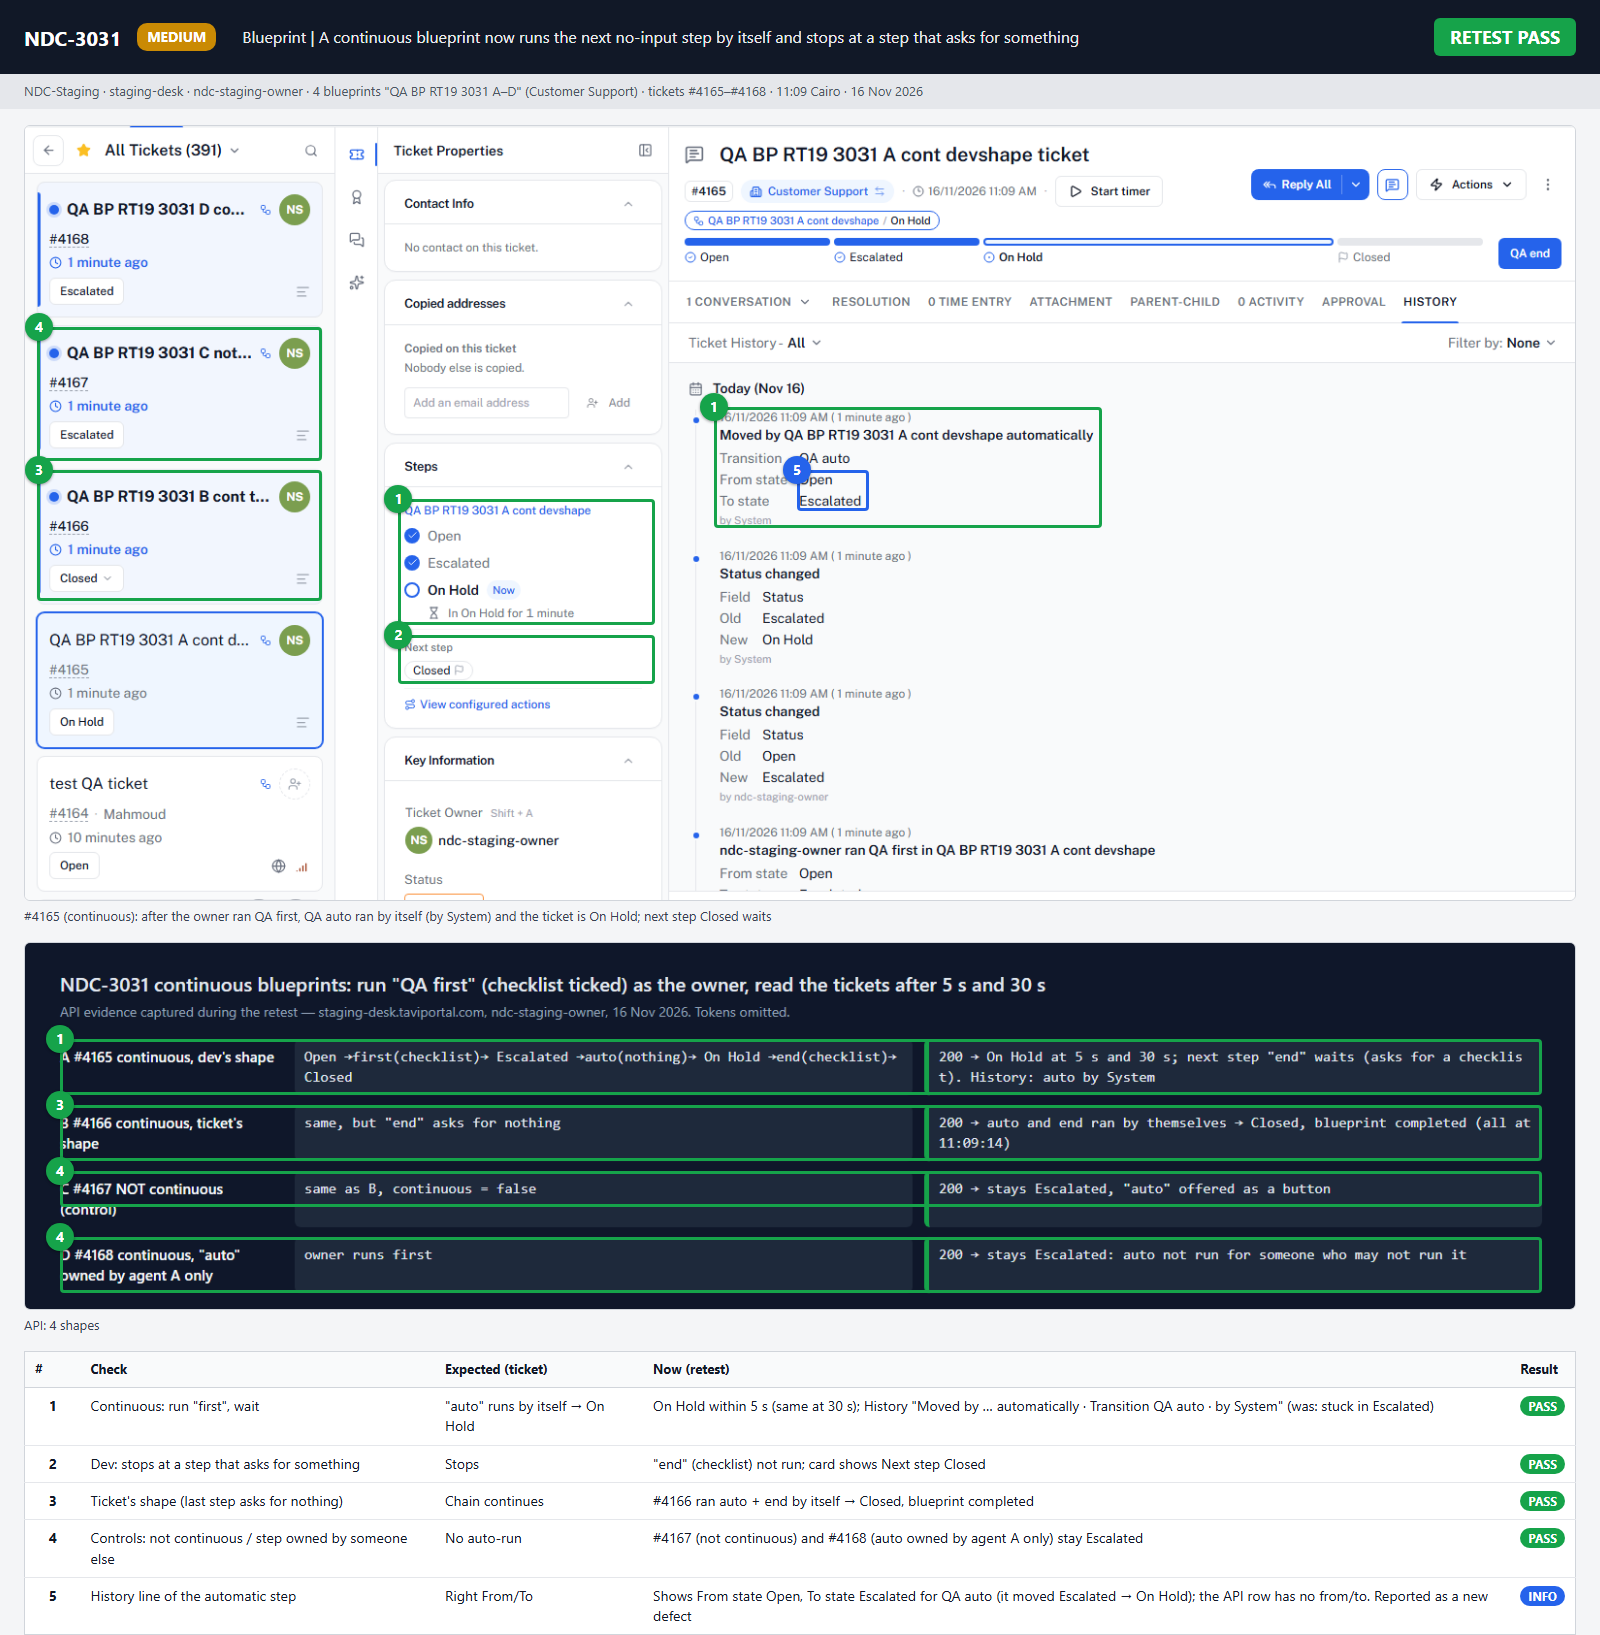 NDC-3031
MEDIUM
Blueprint | A continuous blueprint now runs the next no-input step by itself and stops at a step that asks for something
RETEST PASS
NDC-Staging · staging-desk · ndc-staging-owner · 4 blueprints "QA BP RT19 3031 A–D" (Customer Support) · tickets #4165–#4168 · 11:09 Cairo · 16 Nov 2026
All Tickets (391)
QA BP RT19 3031 D co...
NS
#4168
1 minute ago
Escalated
4
QA BP RT19 3031 C not...
NS
#4167
1 minute ago
Escalated
3
QA BP RT19 3031 B cont t...
NS
#4166
1 minute ago
Closed
QA BP RT19 3031 A cont d...
NS
#4165
1 minute ago
On Hold
test QA ticket
#4164 · Mahmoud
10 minutes ago
Open
Ticket Properties
Contact Info
No contact on this ticket.
Copied addresses
Copied on this ticket
Nobody else is copied.
Add an email address
Add
Steps
1
QA BP RT19 3031 A cont devshape
Open
Escalated
On Hold Now
In On Hold for 1 minute
2
Next step
Closed
View configured actions
Key Information
Ticket Owner Shift + A
NS ndc-staging-owner
Status
QA BP RT19 3031 A cont devshape ticket
#4165
Customer Support
· 16/11/2026 11:09 AM ·
Start timer
Reply All
Actions
QA BP RT19 3031 A cont devshape / On Hold
Open
Escalated
On Hold
Closed
QA end
1 CONVERSATION
RESOLUTION
0 TIME ENTRY
ATTACHMENT
PARENT-CHILD
0 ACTIVITY
APPROVAL
HISTORY
Ticket History - All
Filter by: None
Today (Nov 16)
1
16/11/2026 11:09 AM ( 1 minute ago )
Moved by QA BP RT19 3031 A cont devshape automatically
Transition QA auto
5
From state Open
To state Escalated
by System
16/11/2026 11:09 AM ( 1 minute ago )
Status changed
Field Status
Old Escalated
New On Hold
by System
16/11/2026 11:09 AM ( 1 minute ago )
Status changed
Field Status
Old Open
New Escalated
by ndc-staging-owner
16/11/2026 11:09 AM ( 1 minute ago )
ndc-staging-owner ran QA first in QA BP RT19 3031 A cont devshape
From state Open
#4165 (continuous): after the owner ran QA first, QA auto ran by itself (by System) and the ticket is On Hold; next step Closed waits
NDC-3031 continuous blueprints: run "QA first" (checklist ticked) as the owner, read the tickets after 5 s and 30 s
API evidence captured during the retest — staging-desk.taviportal.com, ndc-staging-owner, 16 Nov 2026. Tokens omitted.
1
A #4165 continuous, dev's shape
Open →first(checklist)→ Escalated →auto(nothing)→ On Hold →end(checklist)→
Closed
200 → On Hold at 5 s and 30 s; next step "end" waits (asks for a checklis
t). History: auto by System
3
B #4166 continuous, ticket's
shape
same, but "end" asks for nothing
200 → auto and end ran by themselves → Closed, blueprint completed (all at
11:09:14)
4
C #4167 NOT continuous
(control)
same as B, continuous = false
200 → stays Escalated, "auto" offered as a button
4
D #4168 continuous, "auto"
owned by agent A only
owner runs first
200 → stays Escalated: auto not run for someone who may not run it
API: 4 shapes
# Check Expected (ticket) Now (retest) Result
1 Continuous: run "first", wait "auto" runs by itself → On Hold On Hold within 5 s (same at 30 s); History "Moved by ... automatically · Transition QA auto · by System" (was: stuck in Escalated) PASS
2 Dev: stops at a step that asks for something Stops "end" (checklist) not run; card shows Next step Closed PASS
3 Ticket's shape (last step asks for nothing) Chain continues #4166 ran auto + end by itself → Closed, blueprint completed PASS
4 Controls: not continuous / step owned by someone else No auto-run #4167 (not continuous) and #4168 (auto owned by agent A only) stay Escalated PASS
5 History line of the automatic step Right From/To Shows From state Open, To state Escalated for QA auto (it moved Escalated → On Hold); the API row has no from/to. Reported as a new defect INFO